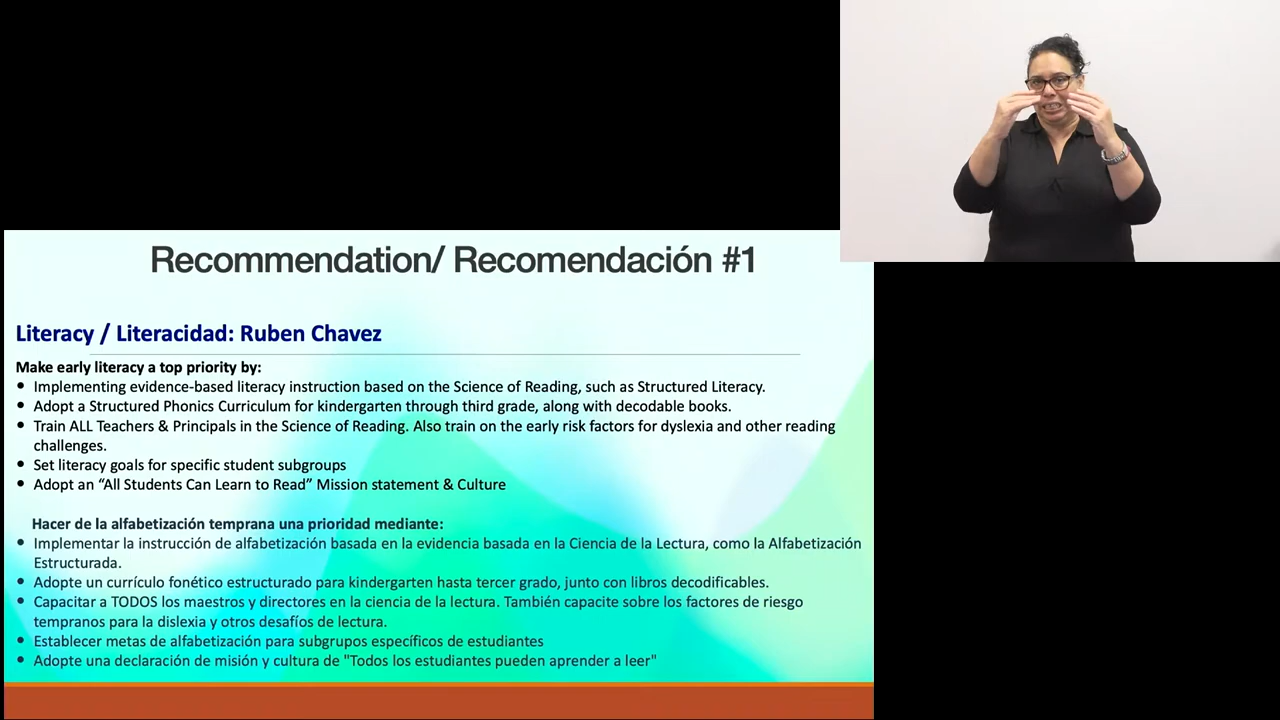 Recommendation/ Recomendación #1
Literacy / Literacidad: Ruben Chavez
Make early literacy a top priority by:
• Implementing evidence-based literacy instruction based on the Science of Reading, such as Structured Literacy.
• Adopt a Structured Phonics Curriculum for kindergarten through third grade, along with decodable books.
• Train ALL Teachers & Principals in the Science of Reading. Also train on the early risk factors for dyslexia and other reading
challenges.
• Set literacy goals for specific student subgroups
• Adopt an “All Students Can Learn to Read” Mission statement & Culture
Hacer de la alfabetización temprana una prioridad mediante:
• Implementar la instrucción de alfabetización basada en la evidencia basada en la Ciencia de la Lectura, como la Alfabetización
Estructurada.
• Adopte un currículo fonético estructurado para kindergarten hasta tercer grado, junto con libros decodificables.
• Capacitar a TODOS los maestros y directores en la ciencia de la lectura. También capacite sobre los factores de riesgo
tempranos para la dislexia y otros desafíos de lectura.
• Establecer metas de alfabetización para subgrupos específicos de estudiantes
• Adopte una declaración de misión y cultura de "Todos los estudiantes pueden aprender a leer"